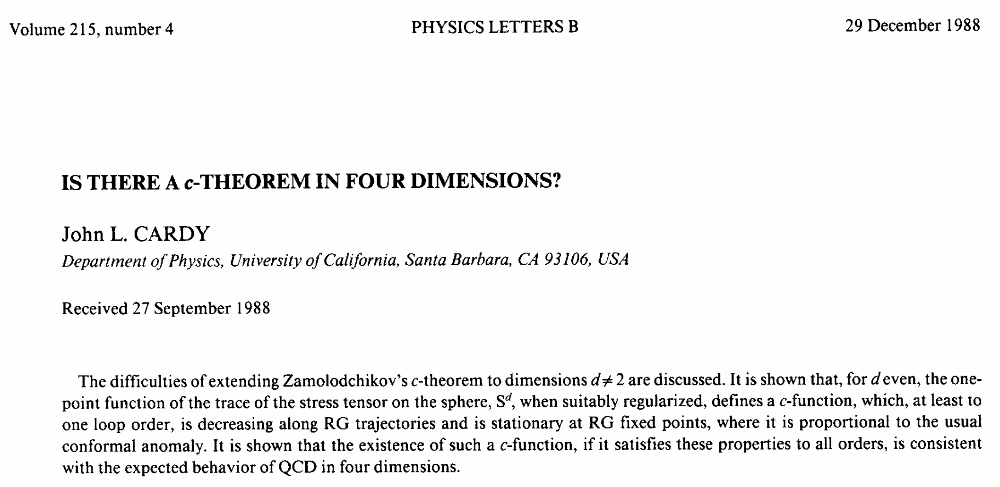 Volume 215, number 4 PHYSICS LETTERS B 29 December 1988
IS THERE A c-THEOREM IN FOUR DIMENSIONS?
John L. CARDY
Department of Physics, University of California, Santa Barbara, CA 93106, USA
Received 27 September 1988
The difficulties of extending Zamolodchikov's c-theorem to dimensions d≠2 are discussed. It is shown that, for d even, the one-
point function of the trace of the stress tensor on the sphere, Sᵈ, when suitably regularized, defines a c-function, which, at least to
one loop order, is decreasing along RG trajectories and is stationary at RG fixed points, where it is proportional to the usual
conformal anomaly. It is shown that the existence of such a c-function, if it satisfies these properties to all orders, is consistent
with the expected behavior of QCD in four dimensions.